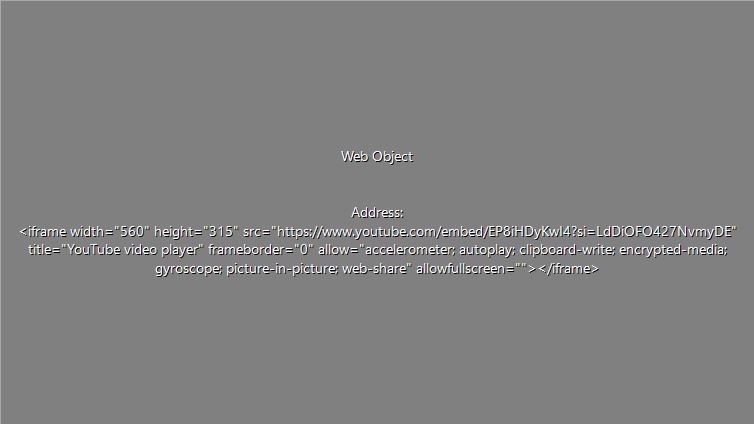 Web Object
Address:
<iframe width="560" height="315" src="https://www.youtube.com/embed/EP8iHDyKwI4?si=LdDiOFO427NvmyDE"
title="YouTube video player" frameborder="0" allow="accelerometer; autoplay; clipboard-write; encrypted-media;
gyroscope; picture-in-picture; web-share" allowfullscreen=""></iframe>